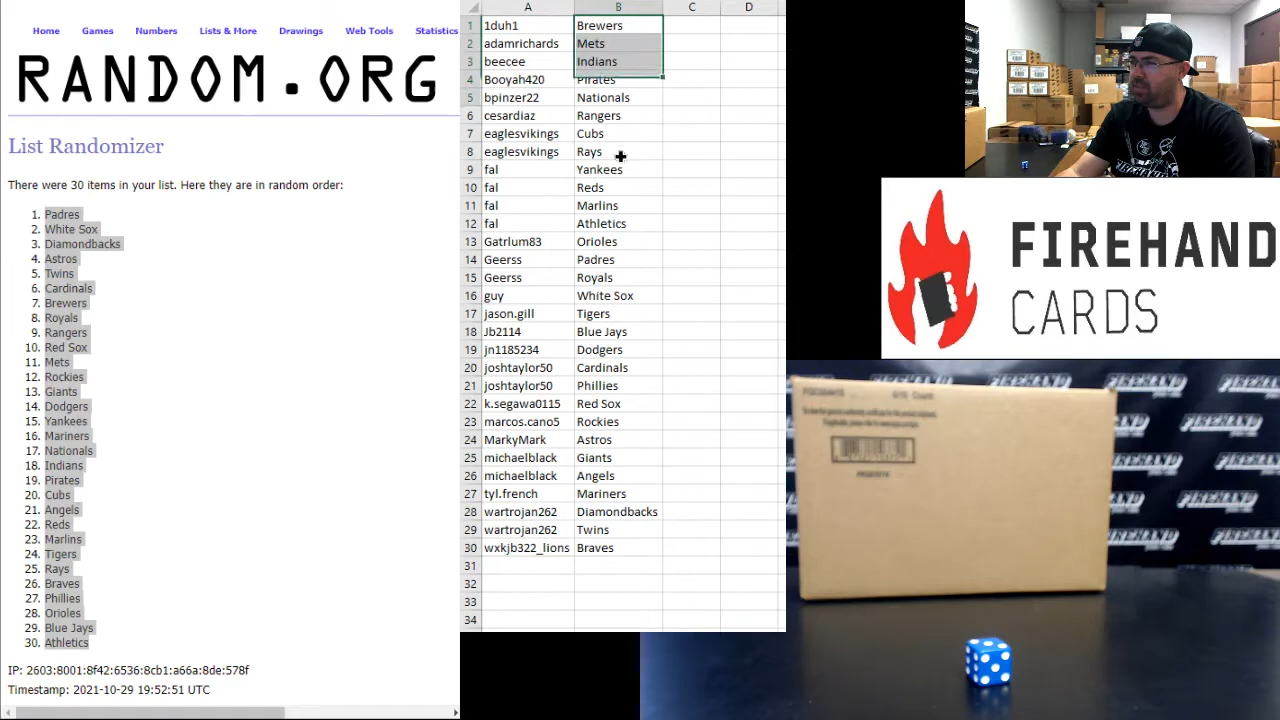 Home Games Numbers Lists & More Drawings Web Tools Statistics
RANDOM.ORG
List Randomizer
There were 30 items in your list. Here they are in random order:
1. Padres
2. White Sox
3. Diamondbacks
4. Astros
5. Twins
6. Cardinals
7. Brewers
8. Royals
9. Rangers
10. Red Sox
11. Mets
12. Rockies
13. Giants
14. Dodgers
15. Yankees
16. Mariners
17. Nationals
18. Indians
19. Pirates
20. Cubs
21. Angels
22. Reds
23. Marlins
24. Tigers
25. Rays
26. Braves
27. Phillies
28. Orioles
29. Blue Jays
30. Athletics
IP: 2603:8001:8f42:6536:8cb1:a66a:8de:578f
Timestamp: 2021-10-29 19:52:51 UTC
A B C D
1 1duh1 Brewers
2 adamrichards Mets
3 beecee Indians
4 Booyah420 Pirates
5 bpinzer22 Nationals
6 cesardiaz Rangers
7 eaglesvikings Cubs
8 eaglesvikings Rays
9 fal Yankees
10 fal Reds
11 fal Marlins
12 fal Athletics
13 Gatrlum83 Orioles
14 Geerss Padres
15 Geerss Royals
16 guy White Sox
17 jason.gill Tigers
18 Jb2114 Blue Jays
19 jn1185234 Dodgers
20 joshtaylor50 Cardinals
21 joshtaylor50 Phillies
22 k.segawa0115 Red Sox
23 marcos.cano5 Rockies
24 MarkyMark Astros
25 michaelblack Giants
26 michaelblack Angels
27 tyl.french Mariners
28 wartrojan262 Diamondbacks
29 wartrojan262 Twins
30 wxkjb322_lions Braves
31
32
33
34
FIREHAND
CARDS
FIREHAND